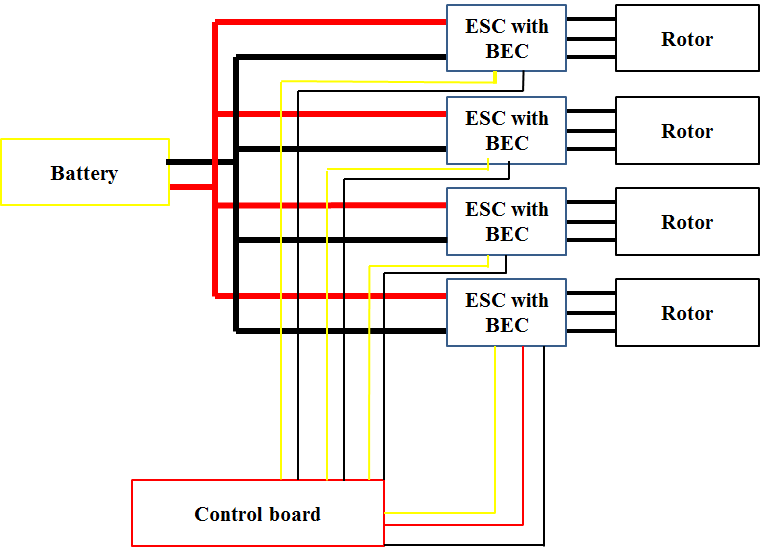 ESC with
BEC
Rotor
ESC with
BEC
Rotor
Battery
ESC with
BEC
Rotor
ESC with
BEC
Rotor
Control board